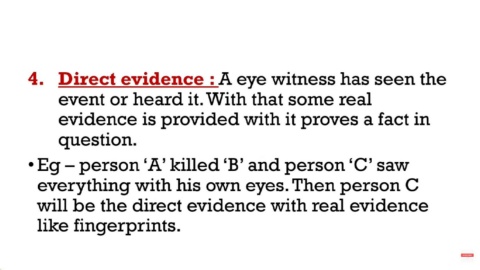 4. Direct evidence : A eye witness has seen the
event or heard it. With that some real
evidence is provided with it proves a fact in
question.
• Eg – person ‘A’ killed ‘B’ and person ‘C’ saw
everything with his own eyes. Then person C
will be the direct evidence with real evidence
like fingerprints.